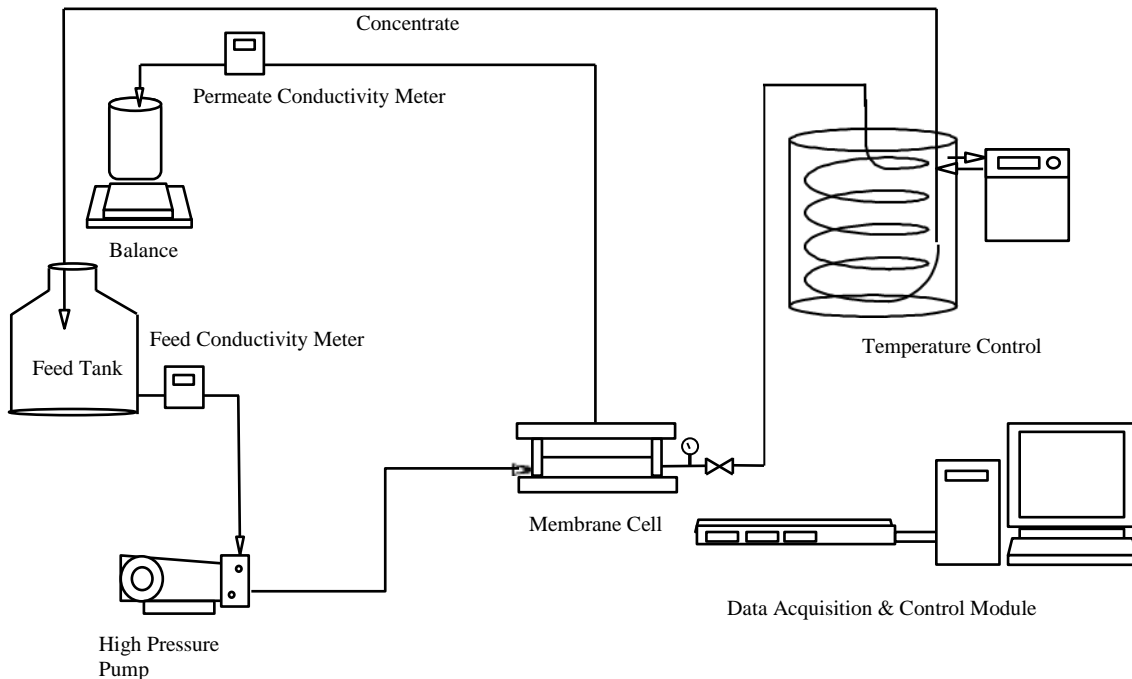 Concentrate
Permeate Conductivity Meter
Balance
Feed Conductivity Meter
Feed Tank
Temperature Control
Membrane Cell
Data Acquisition & Control Module
High Pressure
Pump